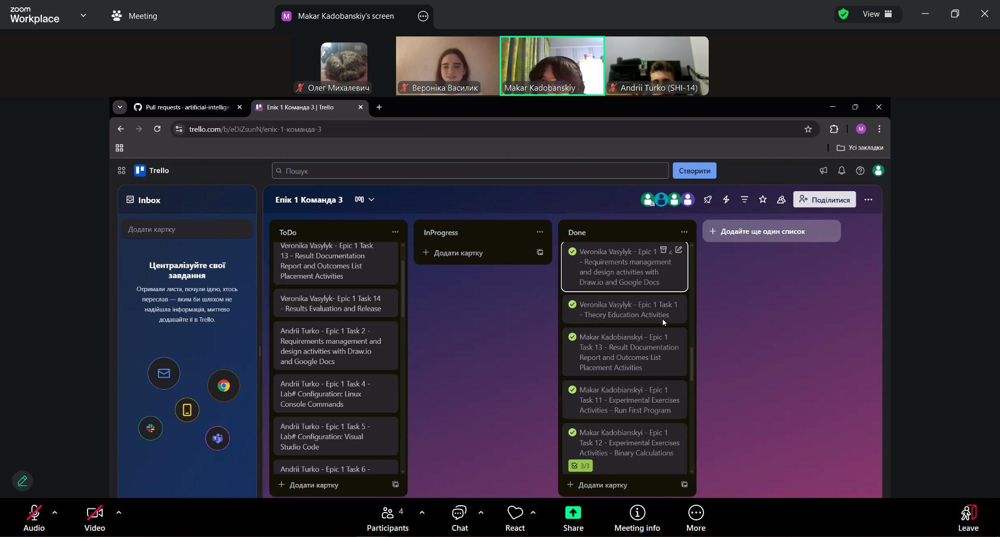 zoom
Workplace
Meeting
M Makar Kadobanskiy's screen
View
Олег Михалевич
Вероніка Василик
Makar Kadobanskiy
Andrii Turko (SHI-14)
Pull requests · artificial-intellige
Епік 1 Команда 3 | Trello
trello.com/b/eDiZsunN/епік-1-команда-3
M
Усі закладки
Trello
Пошук
Створити
Inbox
Додати картку
Централізуйте свої
завдання
Отримали листа, почули ідею, хтось
переслав — яким би шляхом не
надійшла інформація, миттєво
додавайте її в Trello.
Епік 1 Команда 3
Поділитися
ToDo
Veronika Vasylyk - Epic 1 Task
13 - Result Documentation
Report and Outcomes List
Placement Activities
Veronika Vasylyk- Epic 1 Task 14
- Results Evaluation and Release
Andrii Turko - Epic 1 Task 2 -
Requirements management and
design activities with Draw.io
and Google Docs
Andrii Turko - Epic 1 Task 4 -
Lab# Configuration: Linux
Console Commands
Andrii Turko - Epic 1 Task 5 -
Lab# Configuration: Visual
Studio Code
Andrii Turko - Epic 1 Task 6 -
Додати картку
InProgress
Додати картку
Done
Veronika Vasylyk - Epic 1
- Requirements management
and design activities with
Draw.io and Google Docs
Veronika Vasylyk - Epic 1 Task 1
- Theory Education Activities
Makar Kadobianskyi - Epic 1
Task 13 - Result Documentation
Report and Outcomes List
Placement Activities
Makar Kadobianskyi - Epic 1
Task 11 - Experimental Exercises
Activities - Run First Program
Makar Kadobianskyi - Epic 1
Task 12 - Experimental Exercises
Activities - Binary Calculations
3/3
Додати картку
Додайте ще один список
Audio
Video
4
Participants
Chat
React
Share
Meeting info
More
Leave